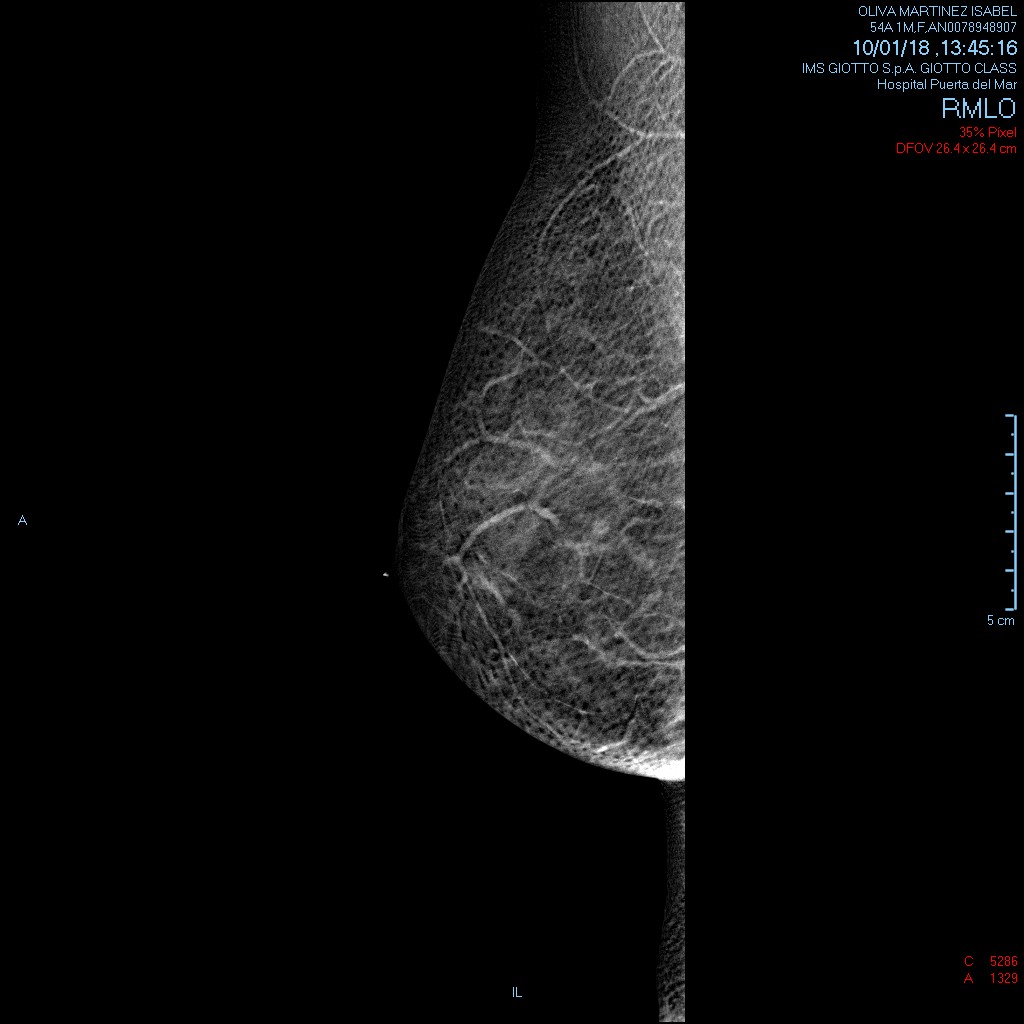 OLIVA MARTINEZ ISABEL
54A 1M,F,AN0078948907
10/01/18 ,13:45:16
IMS GIOTTO S.p.A. GIOTTO CLASS
Hospital Puerta del Mar
RMLO
35% Pixel
DFOV 26.4 x 26.4 cm
A
5 cm
C 5286
A 1329
IL